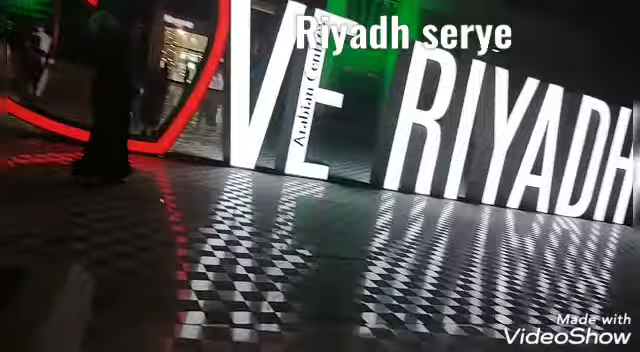 Riyadh serye
VE RIYADH
Arabian Centres
Made with
VideoShow